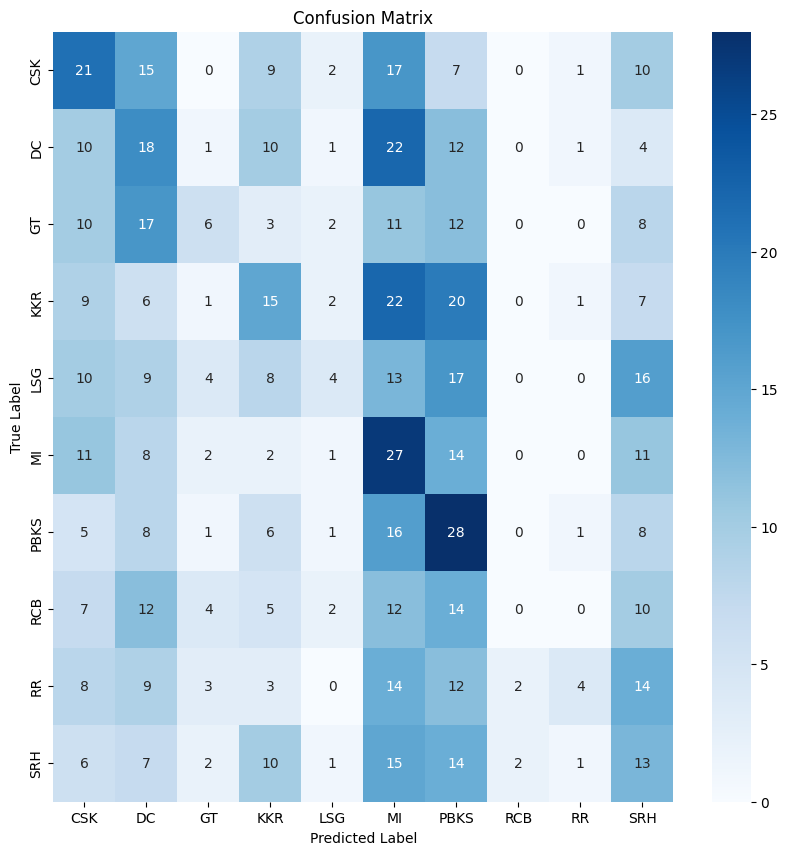 Confusion Matrix
CSK 21 15 0 9 2 17 7 0 1 10
DC 10 18 1 10 1 22 12 0 1 4
GT 10 17 6 3 2 11 12 0 0 8
KKR 9 6 1 15 2 22 20 0 1 7
LSG 10 9 4 8 4 13 17 0 0 16
MI 11 8 2 2 1 27 14 0 0 11
PBKS 5 8 1 6 1 16 28 0 1 8
RCB 7 12 4 5 2 12 14 0 0 10
RR 8 9 3 3 0 14 12 2 4 14
SRH 6 7 2 10 1 15 14 2 1 13
CSK DC GT KKR LSG MI PBKS RCB RR SRH
Predicted Label
True Label
25
20
15
10
5
0